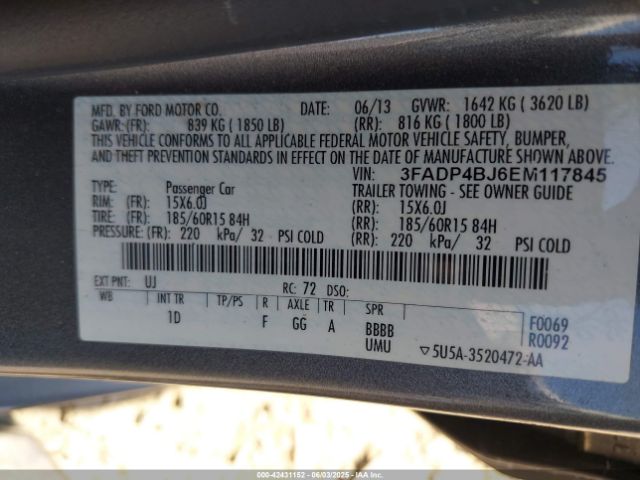 MFD. BY FORD MOTOR CO. DATE: 06/13 GVWR: 1642 KG ( 3620 LB)
GAWR: (FR): 839 KG ( 1850 LB) (RR): 816 KG ( 1800 LB)
THIS VEHICLE CONFORMS TO ALL APPLICABLE FEDERAL MOTOR VEHICLE SAFETY, BUMPER,
AND THEFT PREVENTION STANDARDS IN EFFECT ON THE DATE OF MANUFACTURE SHOWN ABOVE.
VIN: 3FADP4BJ6EM117845
TYPE: Passenger Car TRAILER TOWING - SEE OWNER GUIDE
RIM: (FR): 15X6.0J (RR): 15X6.0J
TIRE: (FR): 185/60R15 84H (RR): 185/60R15 84H
PRESSURE: (FR): 220 kPa/ 32 PSI COLD (RR): 220 kPa/ 32 PSI COLD
EXT PNT: UJ RC: 72 DSO:
WB INT TR TP/PS R AXLE TR SPR
1D F GG A BBBB F0069
UMU R0092
▽5U5A-3520472-AA
000-42431152 - 06/03/2025 - IAA Inc.